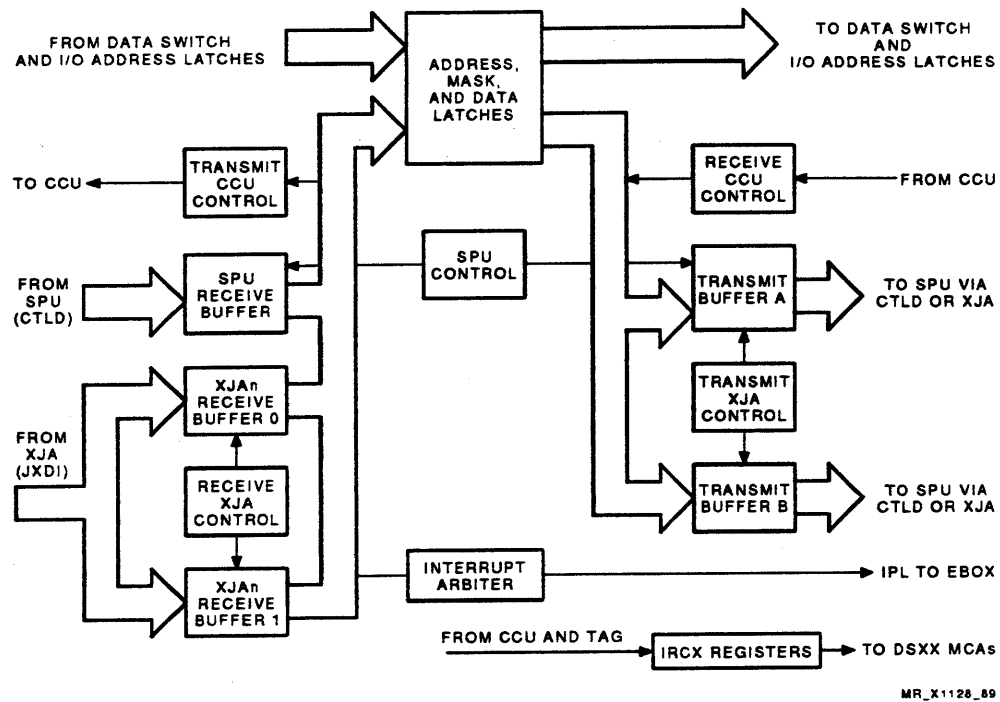 FROM DATA SWITCH
AND I/O ADDRESS LATCHES
ADDRESS,
MASK,
AND DATA
LATCHES
TO DATA SWITCH
AND
I/O ADDRESS LATCHES
TO CCU
TRANSMIT
CCU
CONTROL
RECEIVE
CCU
CONTROL
FROM CCU
FROM
SPU
(CTLD)
SPU
RECEIVE
BUFFER
SPU
CONTROL
TRANSMIT
BUFFER A
TO SPU VIA
CTLD OR XJA
FROM
XJA
(JXDI)
XJAn
RECEIVE
BUFFER 0
TRANSMIT
XJA
CONTROL
RECEIVE
XJA
CONTROL
TRANSMIT
BUFFER B
TO SPU VIA
CTLD OR XJA
XJAn
RECEIVE
BUFFER 1
INTERRUPT
ARBITER
IPL TO EBOX
FROM CCU AND TAG
IRCX REGISTERS
TO DSXX MCAs
MR_X1128_89